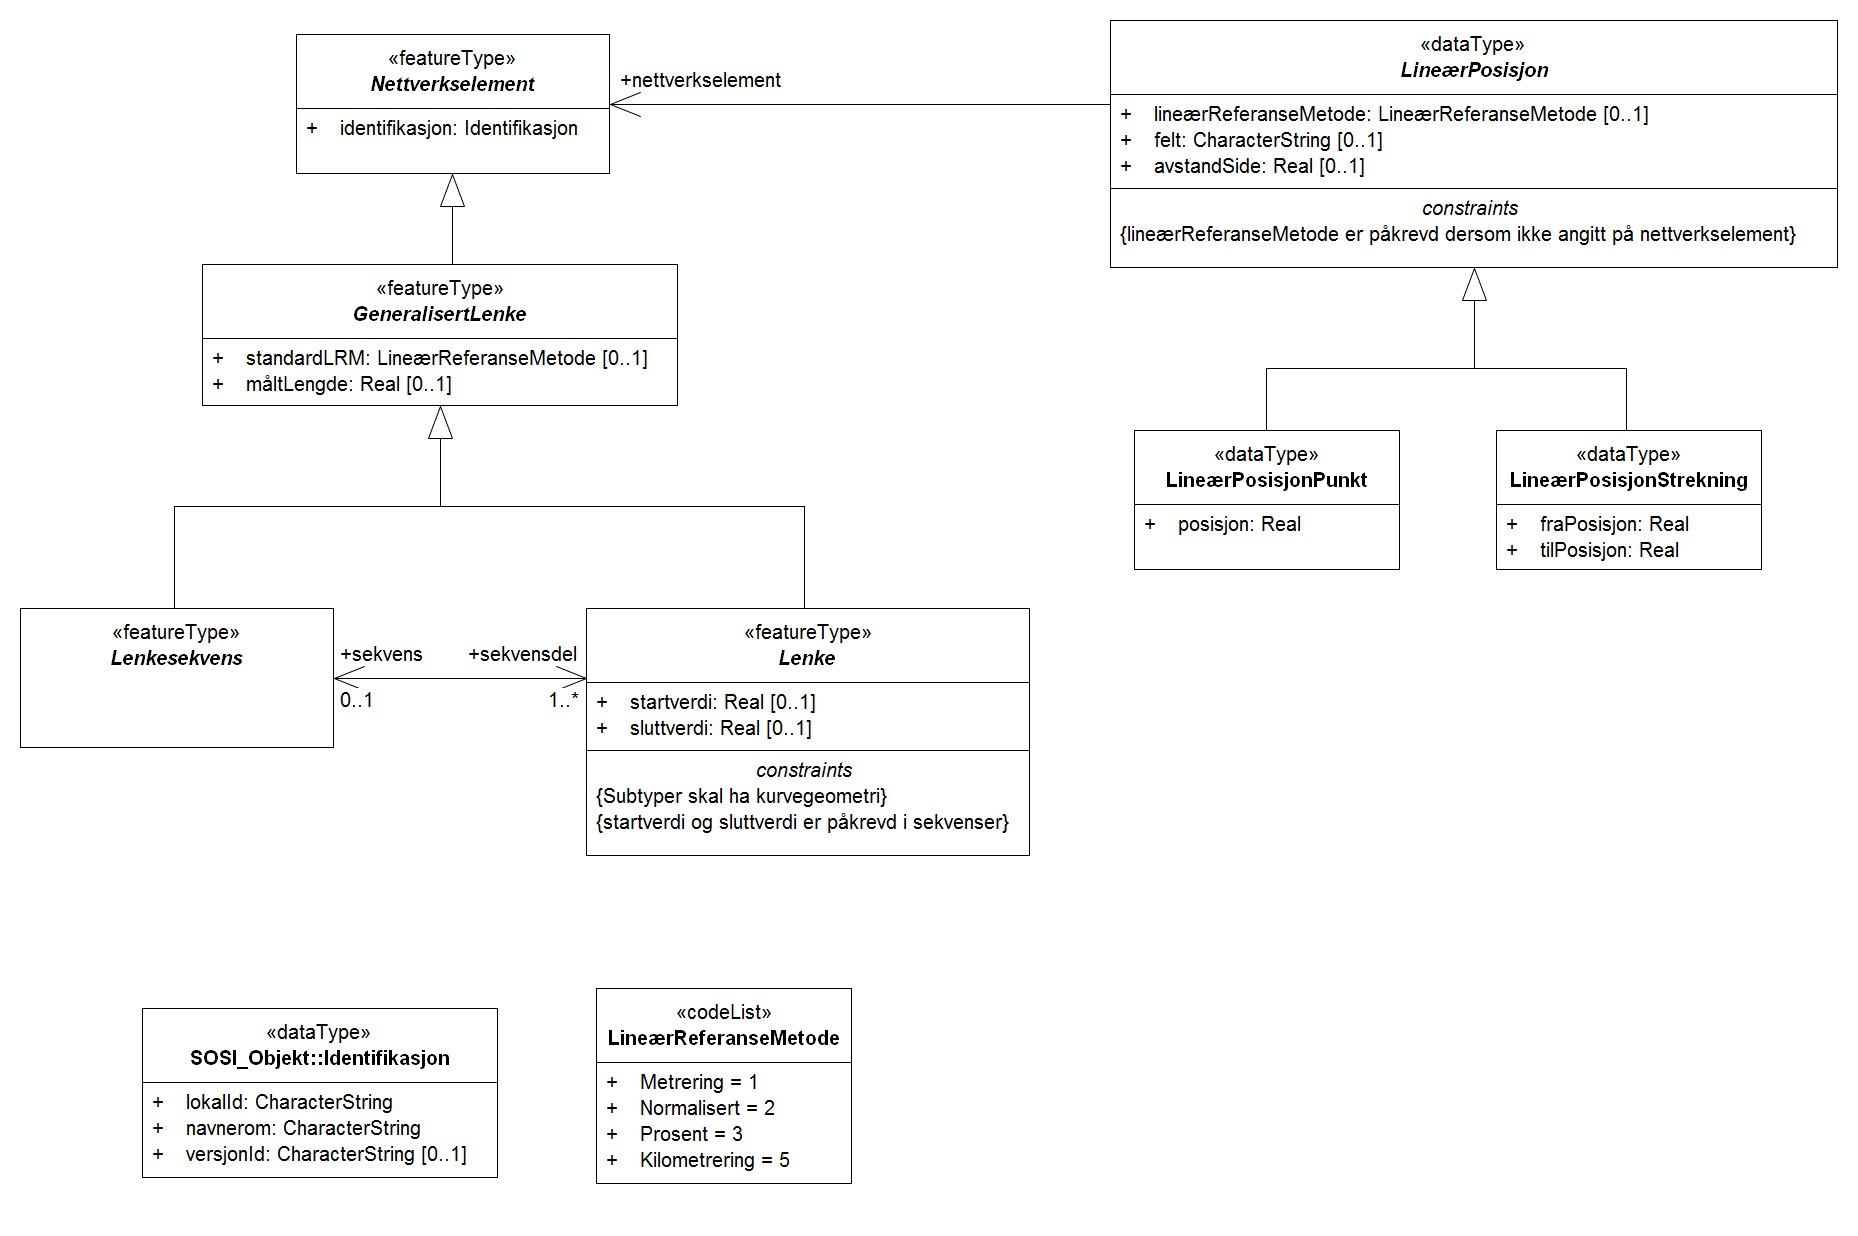 «featureType»
Nettverkselement
+ identifikasjon: Identifikasjon
+nettverkselement
«dataType»
LineærPosisjon
+ lineærReferanseMetode: LineærReferanseMetode [0..1]
+ felt: CharacterString [0..1]
+ avstandSide: Real [0..1]
constraints
{lineærReferanseMetode er påkrevd dersom ikke angitt på nettverkselement}
«featureType»
GeneralisertLenke
+ standardLRM: LineærReferanseMetode [0..1]
+ måltLengde: Real [0..1]
«dataType»
LineærPosisjonPunkt
+ posisjon: Real
«dataType»
LineærPosisjonStrekning
+ fraPosisjon: Real
+ tilPosisjon: Real
«featureType»
Lenkesekvens
+sekvens
0..1
+sekvensdel
1..*
«featureType»
Lenke
+ startverdi: Real [0..1]
+ sluttverdi: Real [0..1]
constraints
{Subtyper skal ha kurvegeometri}
{startverdi og sluttverdi er påkrevd i sekvenser}
«dataType»
SOSI_Objekt::Identifikasjon
+ lokalId: CharacterString
+ navnerom: CharacterString
+ versjonId: CharacterString [0..1]
«codeList»
LineærReferanseMetode
+ Metrering = 1
+ Normalisert = 2
+ Prosent = 3
+ Kilometrering = 5